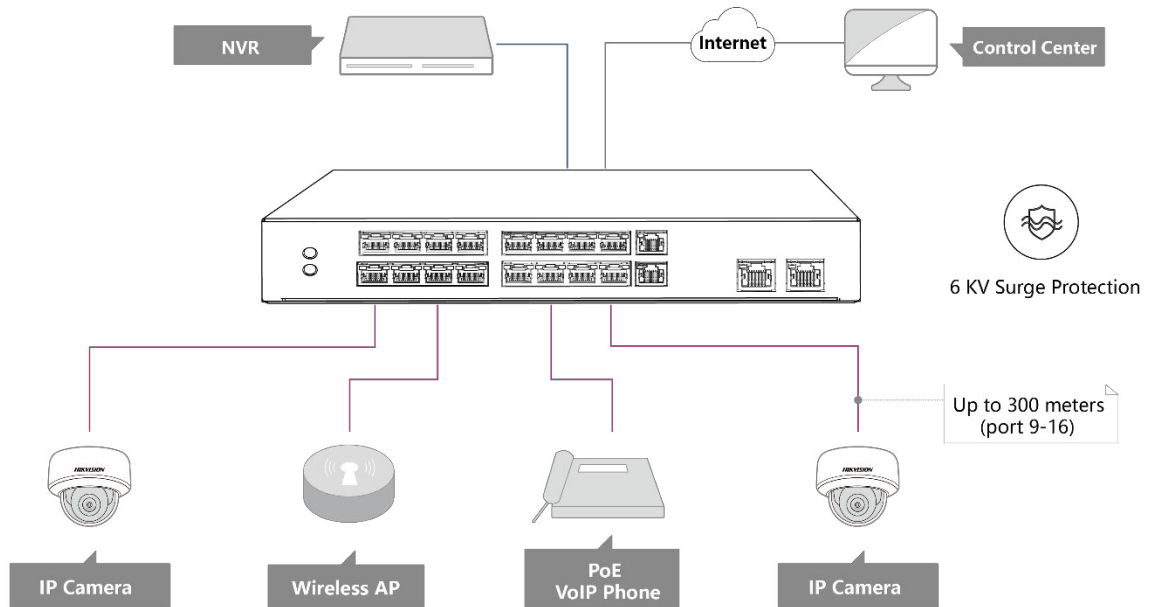 NVR
Internet
Control Center
6 KV Surge Protection
Up to 300 meters
(port 9-16)
HIKVISION
HIKVISION
IP Camera
Wireless AP
PoE
VoIP Phone
IP Camera